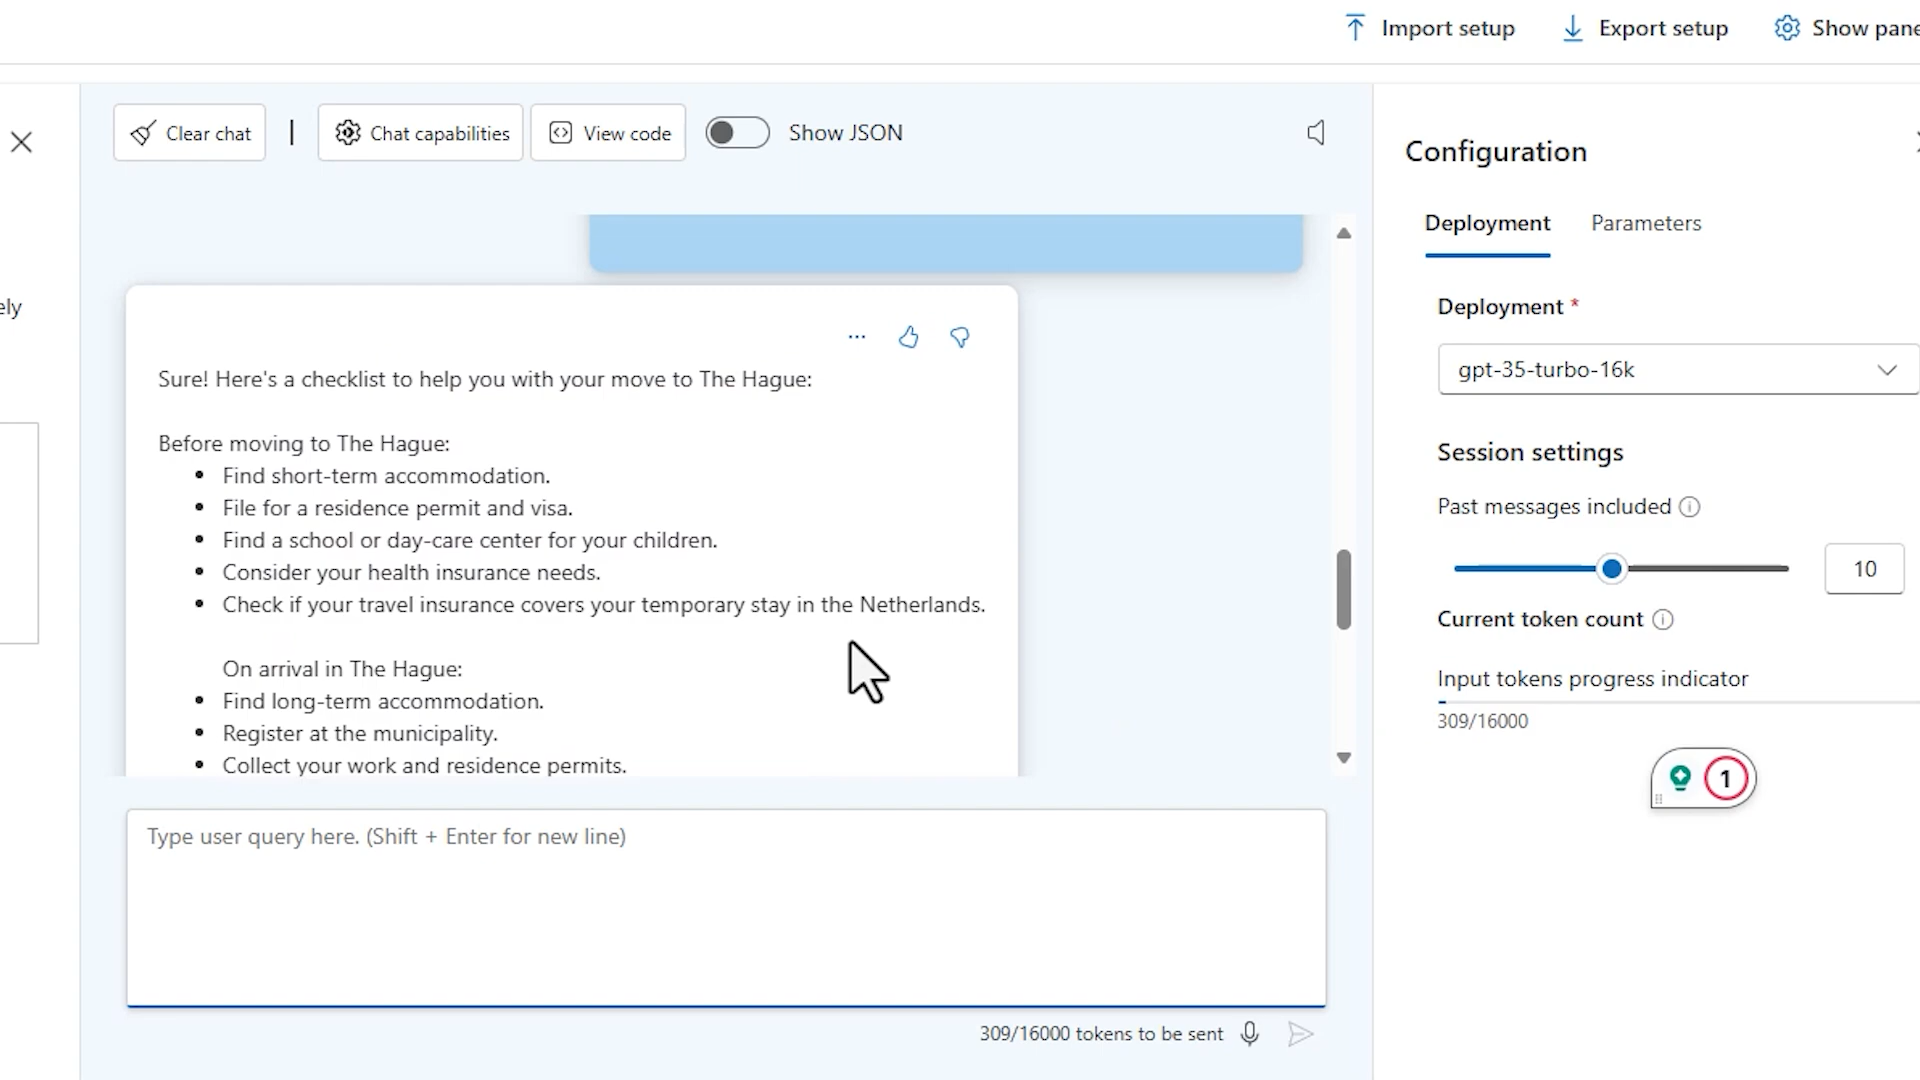 Import setup
Export setup
Show pane
Clear chat
Chat capabilities
View code
Show JSON
ely
Sure! Here's a checklist to help you with your move to The Hague:
Before moving to The Hague:
Find short-term accommodation.
File for a residence permit and visa.
Find a school or day-care center for your children.
Consider your health insurance needs.
Check if your travel insurance covers your temporary stay in the Netherlands.
On arrival in The Hague:
Find long-term accommodation.
Register at the municipality.
Collect your work and residence permits.
Type user query here. (Shift + Enter for new line)
309/16000 tokens to be sent
Configuration
Deployment
Parameters
Deployment *
gpt-35-turbo-16k
Session settings
Past messages included
10
Current token count
Input tokens progress indicator
309/16000
1